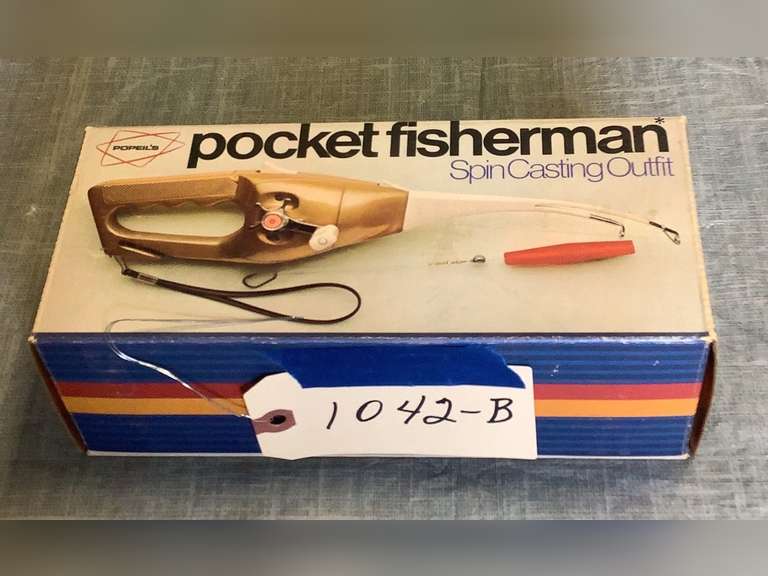 POPEIL'S
pocket fisherman*
Spin Casting Outfit
1042-B